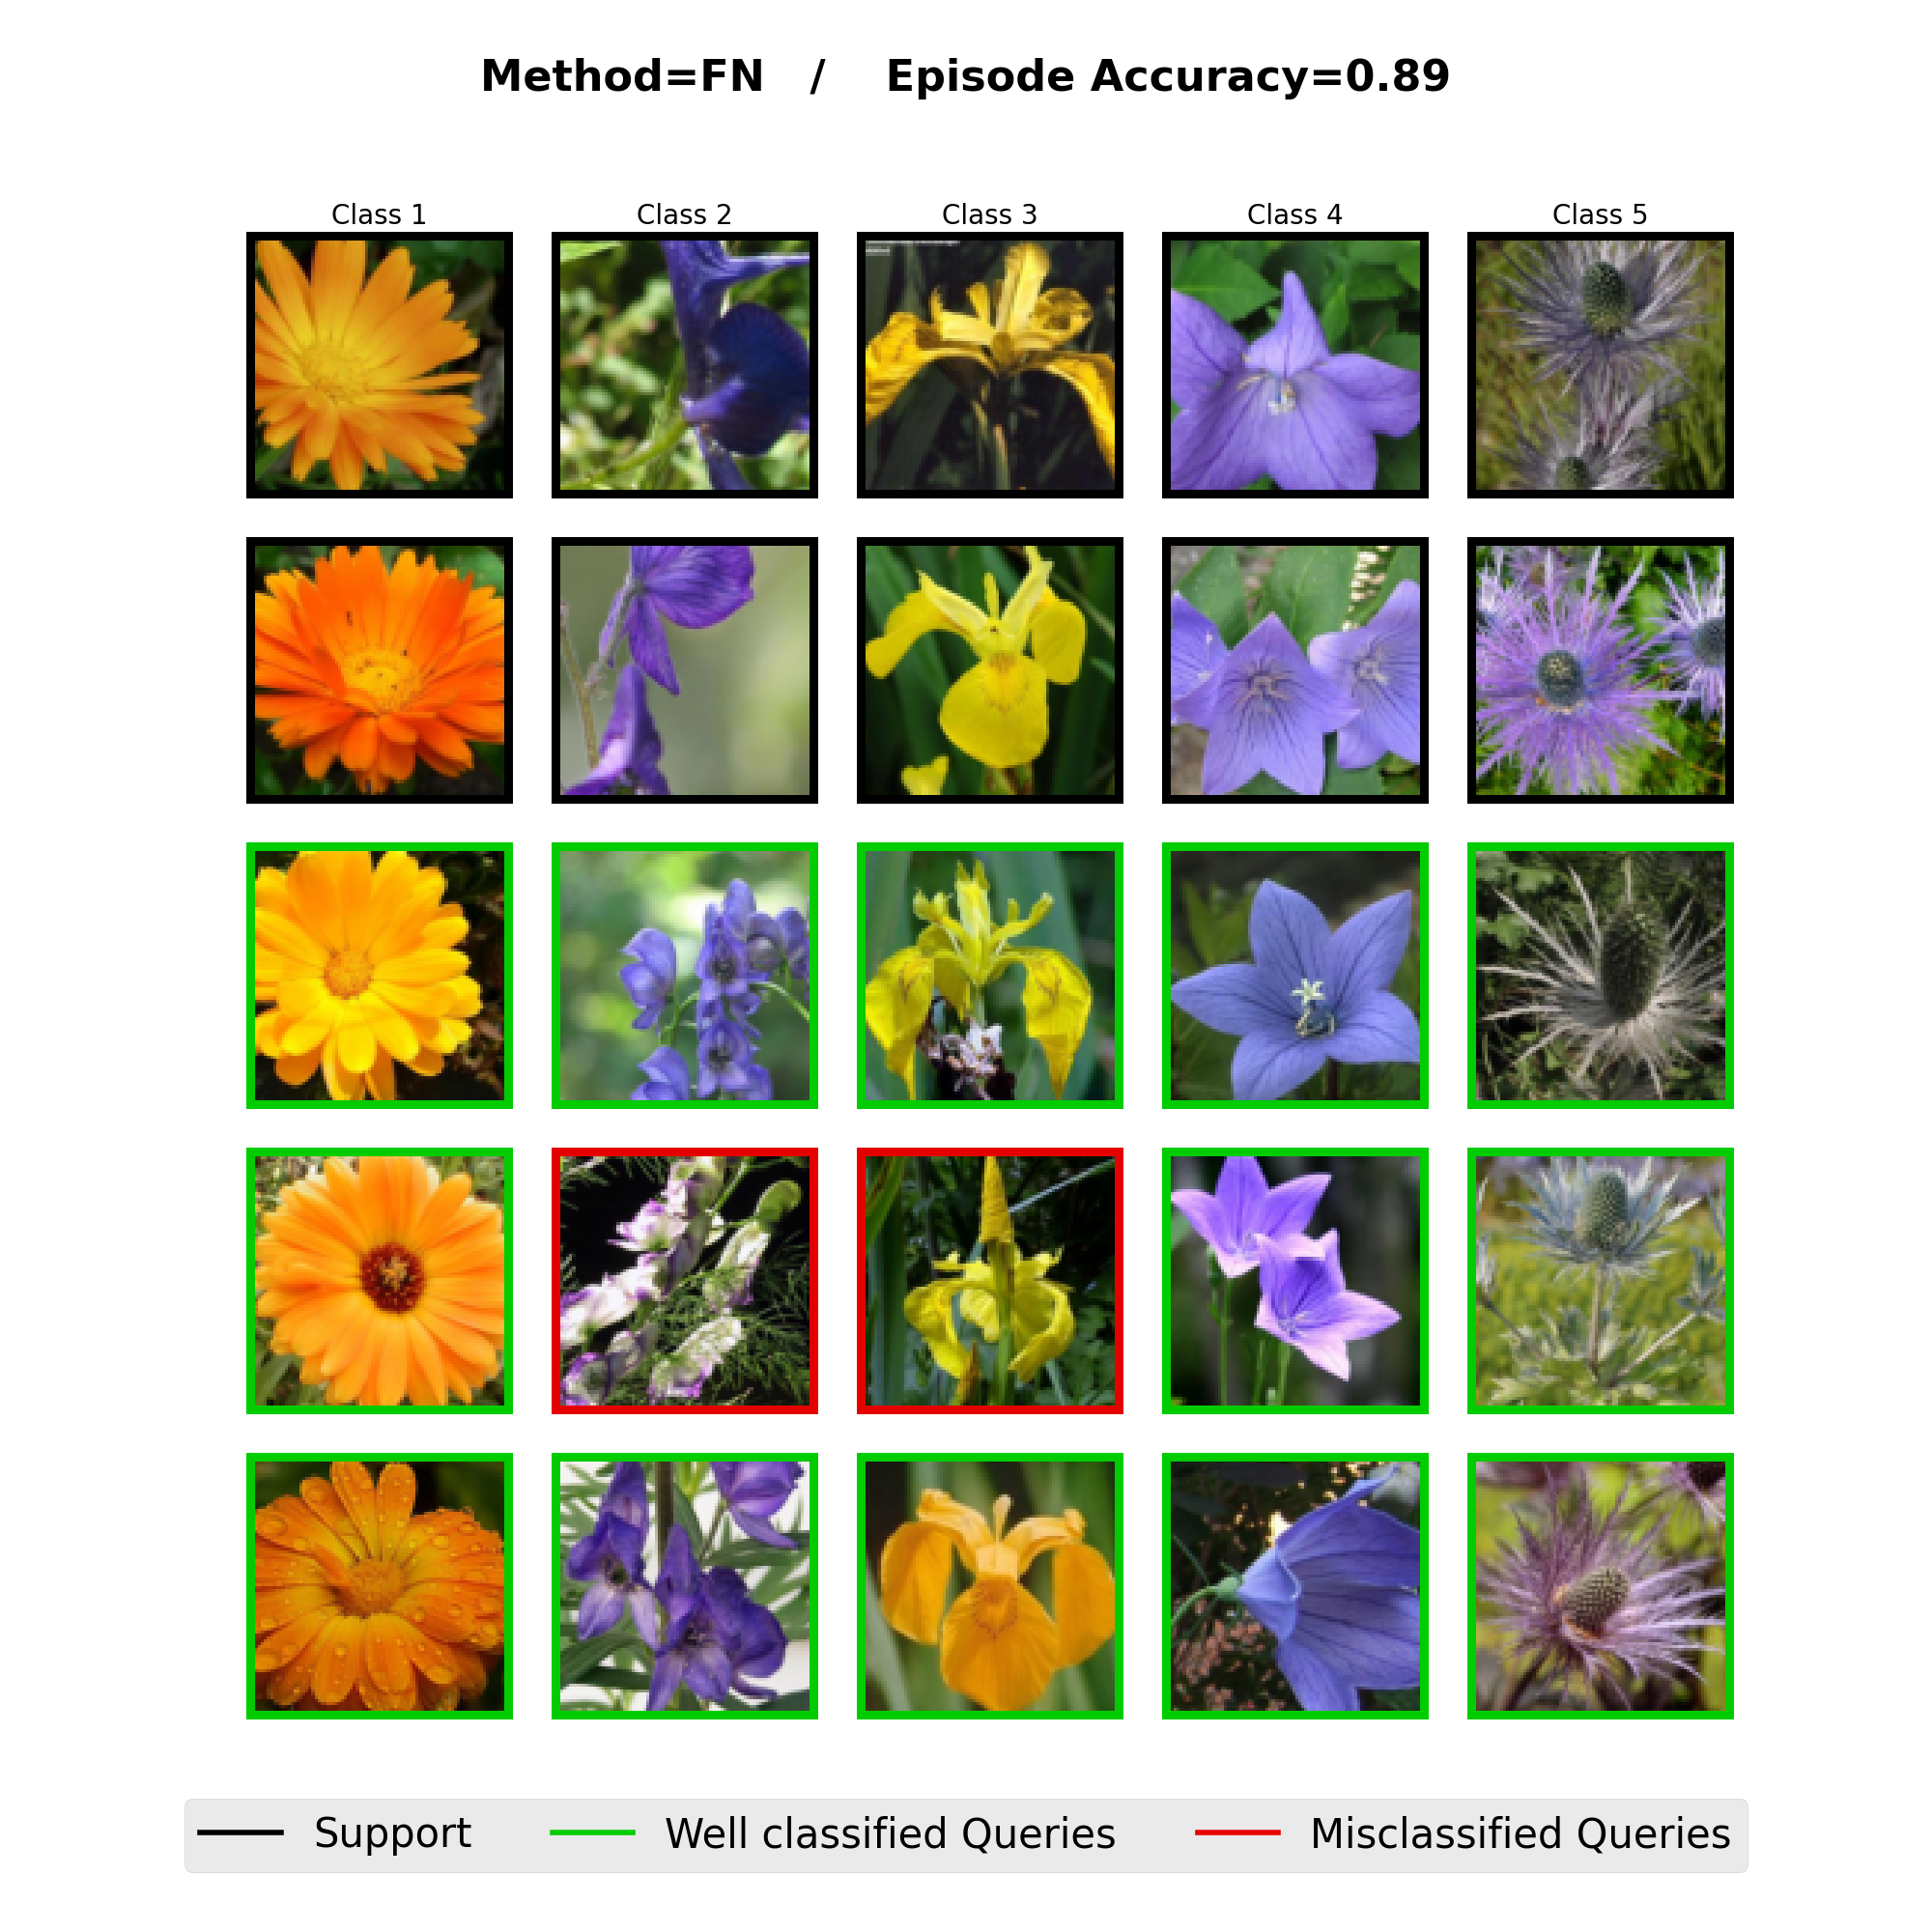 Method=FN / Episode Accuracy=0.89
Class 1 Class 2 Class 3 Class 4 Class 5
Support Well classified Queries Misclassified Queries